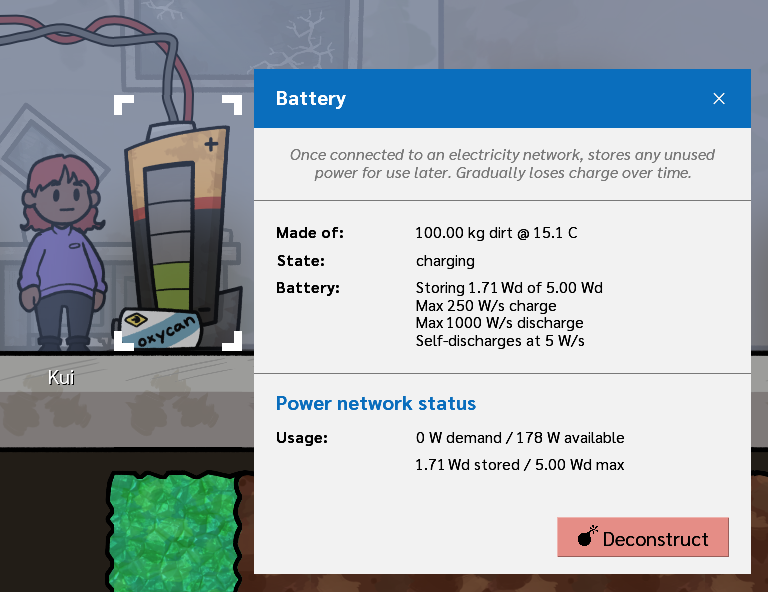 Battery
Once connected to an electricity network, stores any unused
power for use later. Gradually loses charge over time.
Made of: 100.00 kg dirt @ 15.1 C
State: charging
Battery: Storing 1.71 Wd of 5.00 Wd
Max 250 W/s charge
Max 1000 W/s discharge
Self-discharges at 5 W/s
Power network status
Usage: 0 W demand / 178 W available
1.71 Wd stored / 5.00 Wd max
Deconstruct
oxycan
Kui